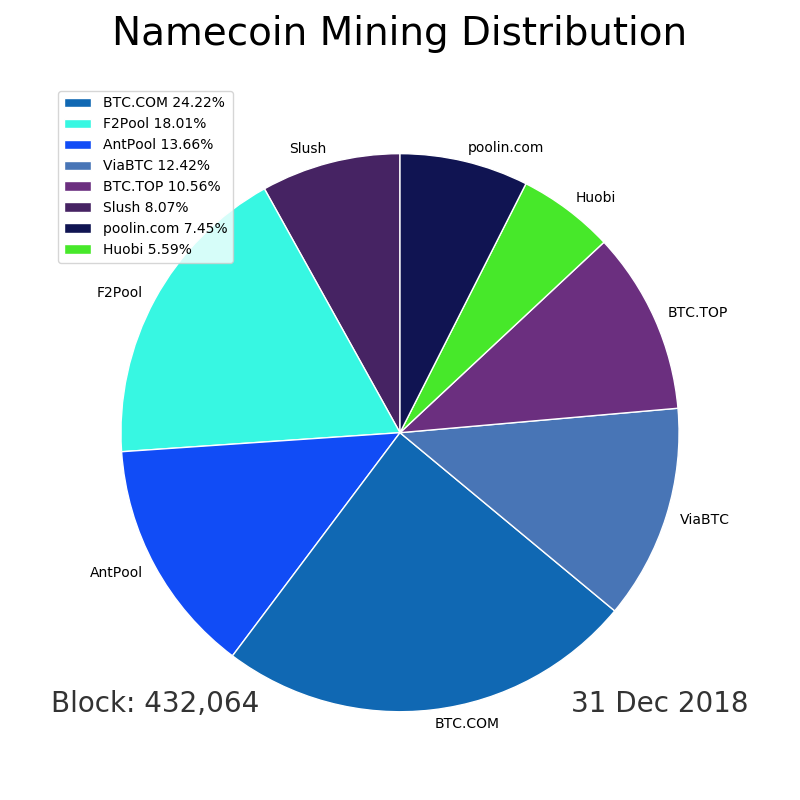 Namecoin Mining Distribution
BTC.COM 24.22%
F2Pool 18.01%
AntPool 13.66%
ViaBTC 12.42%
BTC.TOP 10.56%
Slush 8.07%
poolin.com 7.45%
Huobi 5.59%
Slush
poolin.com
Huobi
F2Pool
BTC.TOP
ViaBTC
AntPool
Block: 432,064
31 Dec 2018
BTC.COM